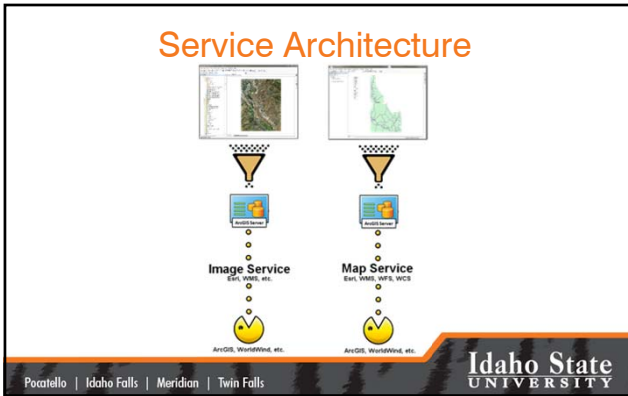 Service Architecture
ArcGIS Server
ArcGIS Server
Image Service
Esri, WMS, etc.
Map Service
Esri, WMS, WFS, WCS
ArcGIS, WorldWind, etc.
ArcGIS, WorldWind, etc.
Pocatello | Idaho Falls | Meridian | Twin Falls
Idaho State
UNIVERSITY